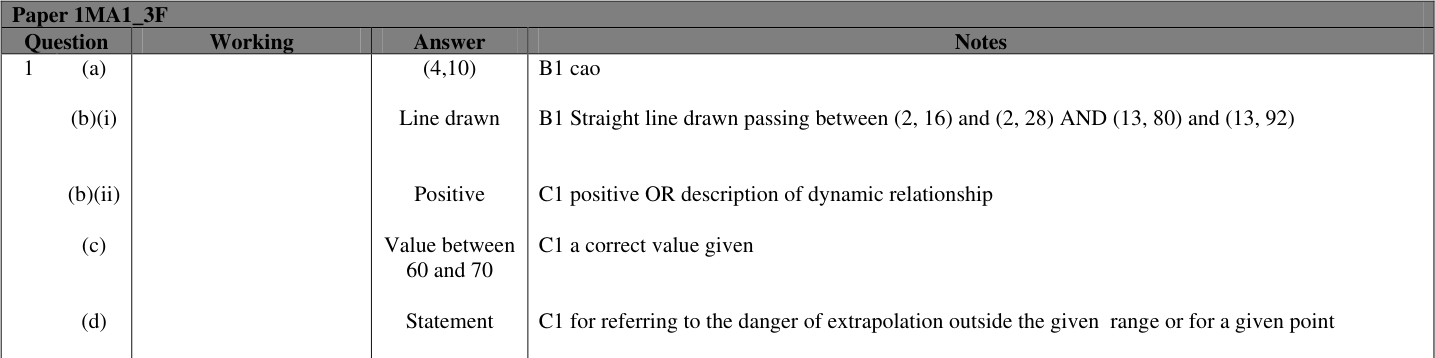 Paper 1MA1_3F
Question Working Answer Notes
1 (a) (4,10) B1 cao
(b)(i) Line drawn B1 Straight line drawn passing between (2, 16) and (2, 28) AND (13, 80) and (13, 92)
(b)(ii) Positive C1 positive OR description of dynamic relationship
(c) Value between C1 a correct value given
60 and 70
(d) Statement C1 for referring to the danger of extrapolation outside the given range or for a given point